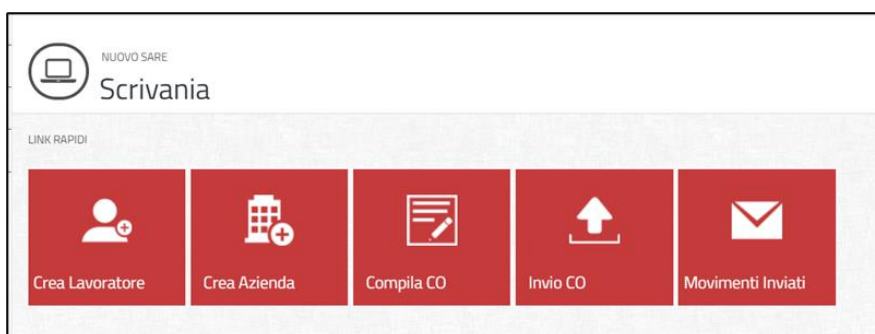 NUOVO SARE
Scrivania
LINK RAPIDI
Crea Lavoratore
Crea Azienda
Compila CO
Invio CO
Movimenti Inviati